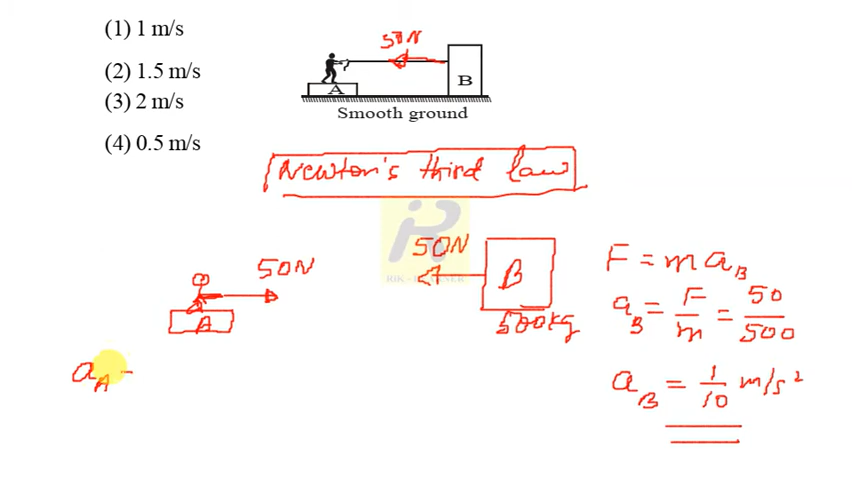 (1) 1 m/s
(2) 1.5 m/s
(3) 2 m/s
(4) 0.5 m/s
50N
A
B
Smooth ground
Newton's third law
50N
A
50N
B
500kg
F = m a_B
a_B = F/m = 50/500
a_B = 1/10 m/s²
a_A =